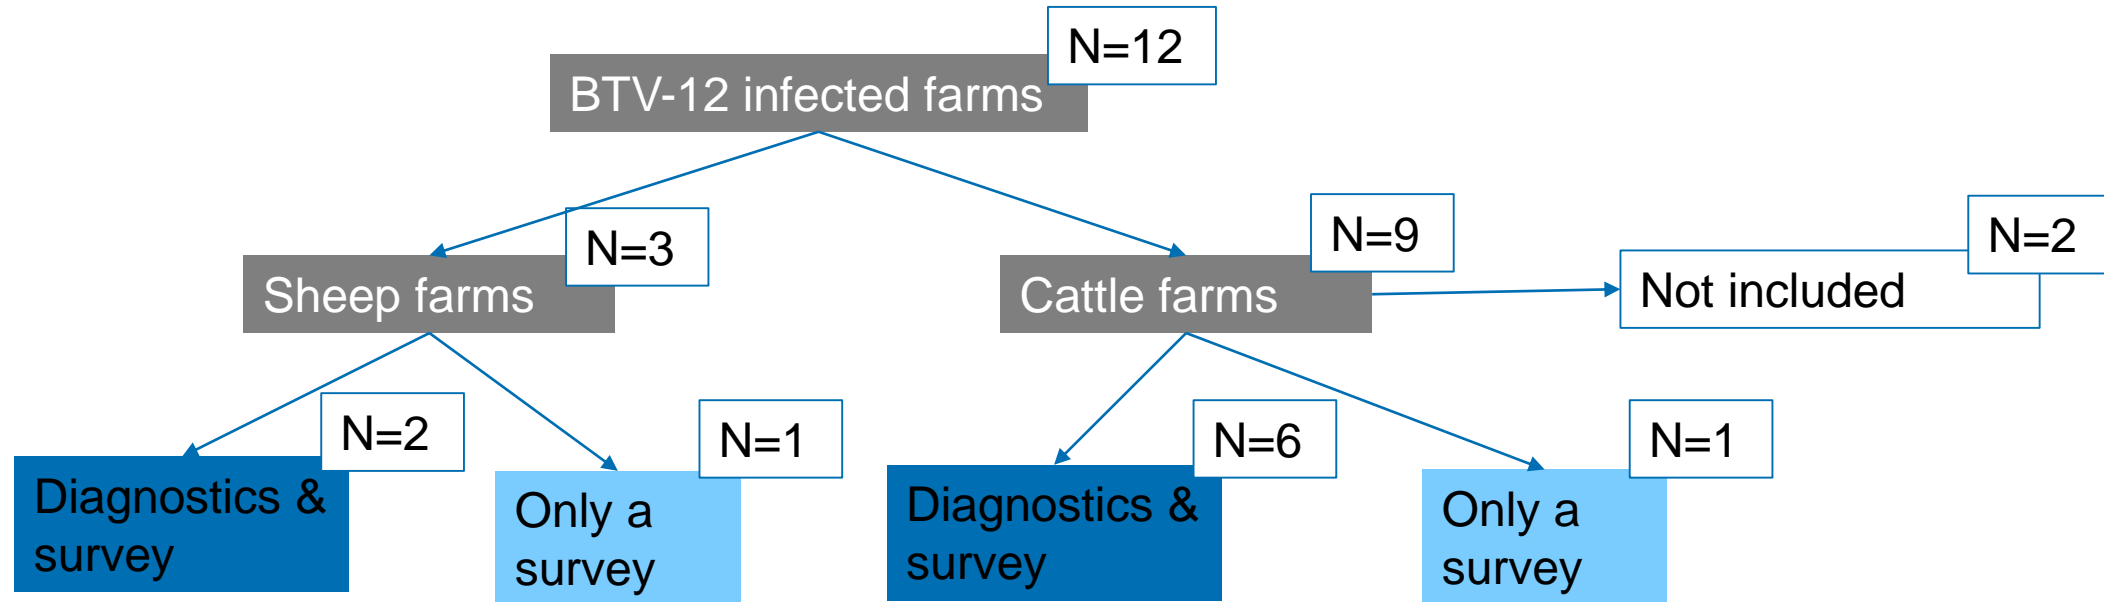 N=12
BTV-12 infected farms
N=3
Sheep farms
N=9
Cattle farms
N=2
Not included
N=2
Diagnostics &
survey
N=1
Only a
survey
N=6
Diagnostics &
survey
N=1
Only a
survey